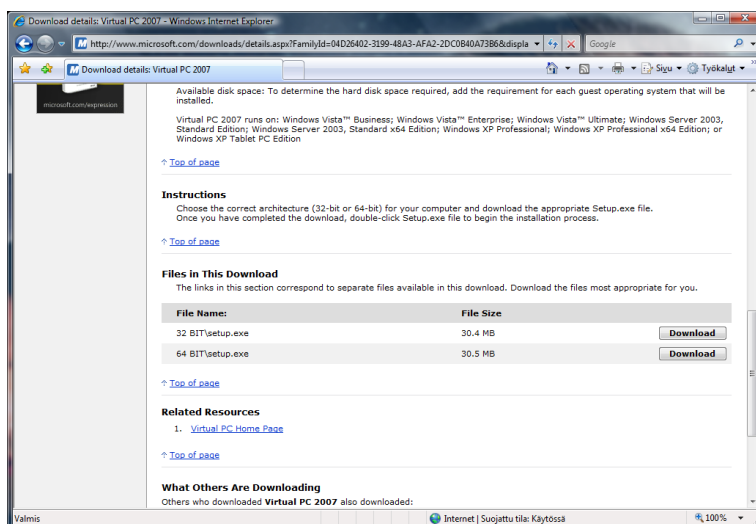 Download details: Virtual PC 2007 - Windows Internet Explorer
http://www.microsoft.com/downloads/details.aspx?FamilyId=04D26402-3199-48A3-AFA2-2DC0B40A73B6&displa
Google
Download details: Virtual PC 2007
Sivu
Työkalut
microsoft.com/expression
Available disk space: To determine the hard disk space required, add the requirement for each guest operating system that will be
installed.
Virtual PC 2007 runs on: Windows Vista™ Business; Windows Vista™ Enterprise; Windows Vista™ Ultimate; Windows Server 2003,
Standard Edition; Windows Server 2003, Standard x64 Edition; Windows XP Professional; Windows XP Professional x64 Edition; or
Windows XP Tablet PC Edition
Top of page
Instructions
Choose the correct architecture (32-bit or 64-bit) for your computer and download the appropriate Setup.exe file.
Once you have completed the download, double-click Setup.exe file to begin the installation process.
Top of page
Files in This Download
The links in this section correspond to separate files available in this download. Download the files most appropriate for you.
File Name: File Size
32 BIT\setup.exe 30.4 MB Download
64 BIT\setup.exe 30.5 MB Download
Top of page
Related Resources
1. Virtual PC Home Page
Top of page
What Others Are Downloading
Others who downloaded Virtual PC 2007 also downloaded:
Valmis
Internet | Suojattu tila: Käytössä
100%